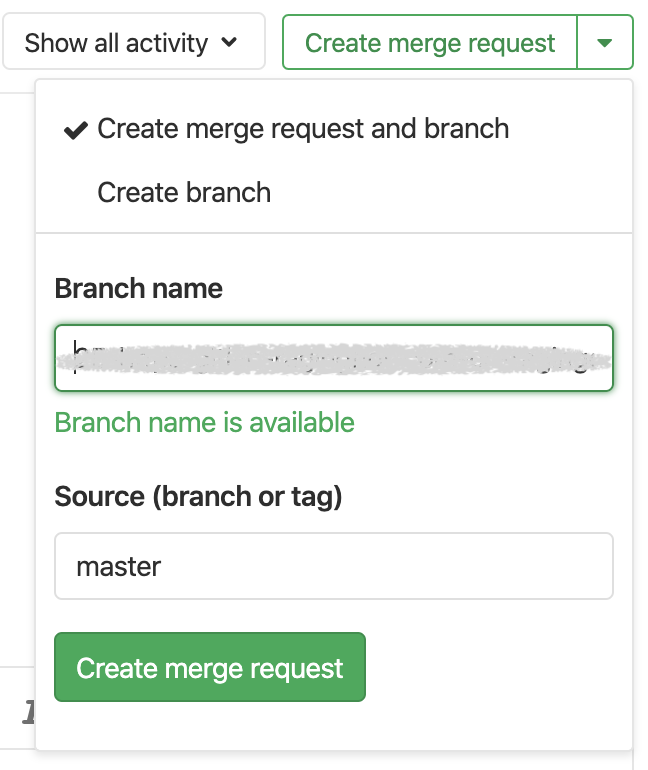 Show all activity
Create merge request
Create merge request and branch
Create branch
Branch name
Branch name is available
Source (branch or tag)
master
Create merge request